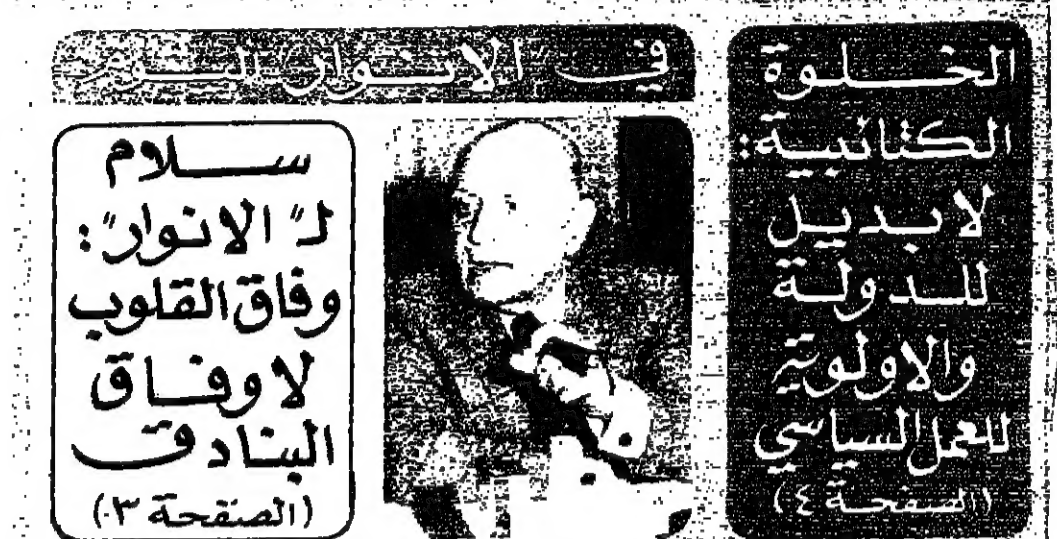 في الانوار اليوم
الخلوة
الكتائبية:
لا بديل
للدولة
والاولوية
للعمل السياسي
(الصفحة ٤)
سلام
لـ "الانوار":
وفاق القلوب
لا وفاق
البنادق
(الصفحة ٣)